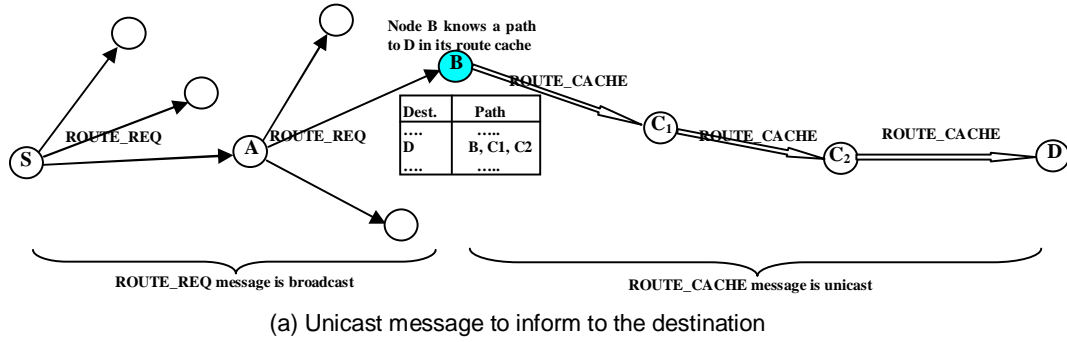 Node B knows a path
to D in its route cache
B
ROUTE_CACHE
ROUTE_REQ
S
A
ROUTE_REQ
Dest. Path
.... .....
D B, C1, C2
.... .....
C1
ROUTE_CACHE
C2
ROUTE_CACHE
D
ROUTE_REQ message is broadcast
ROUTE_CACHE message is unicast
(a) Unicast message to inform to the destination